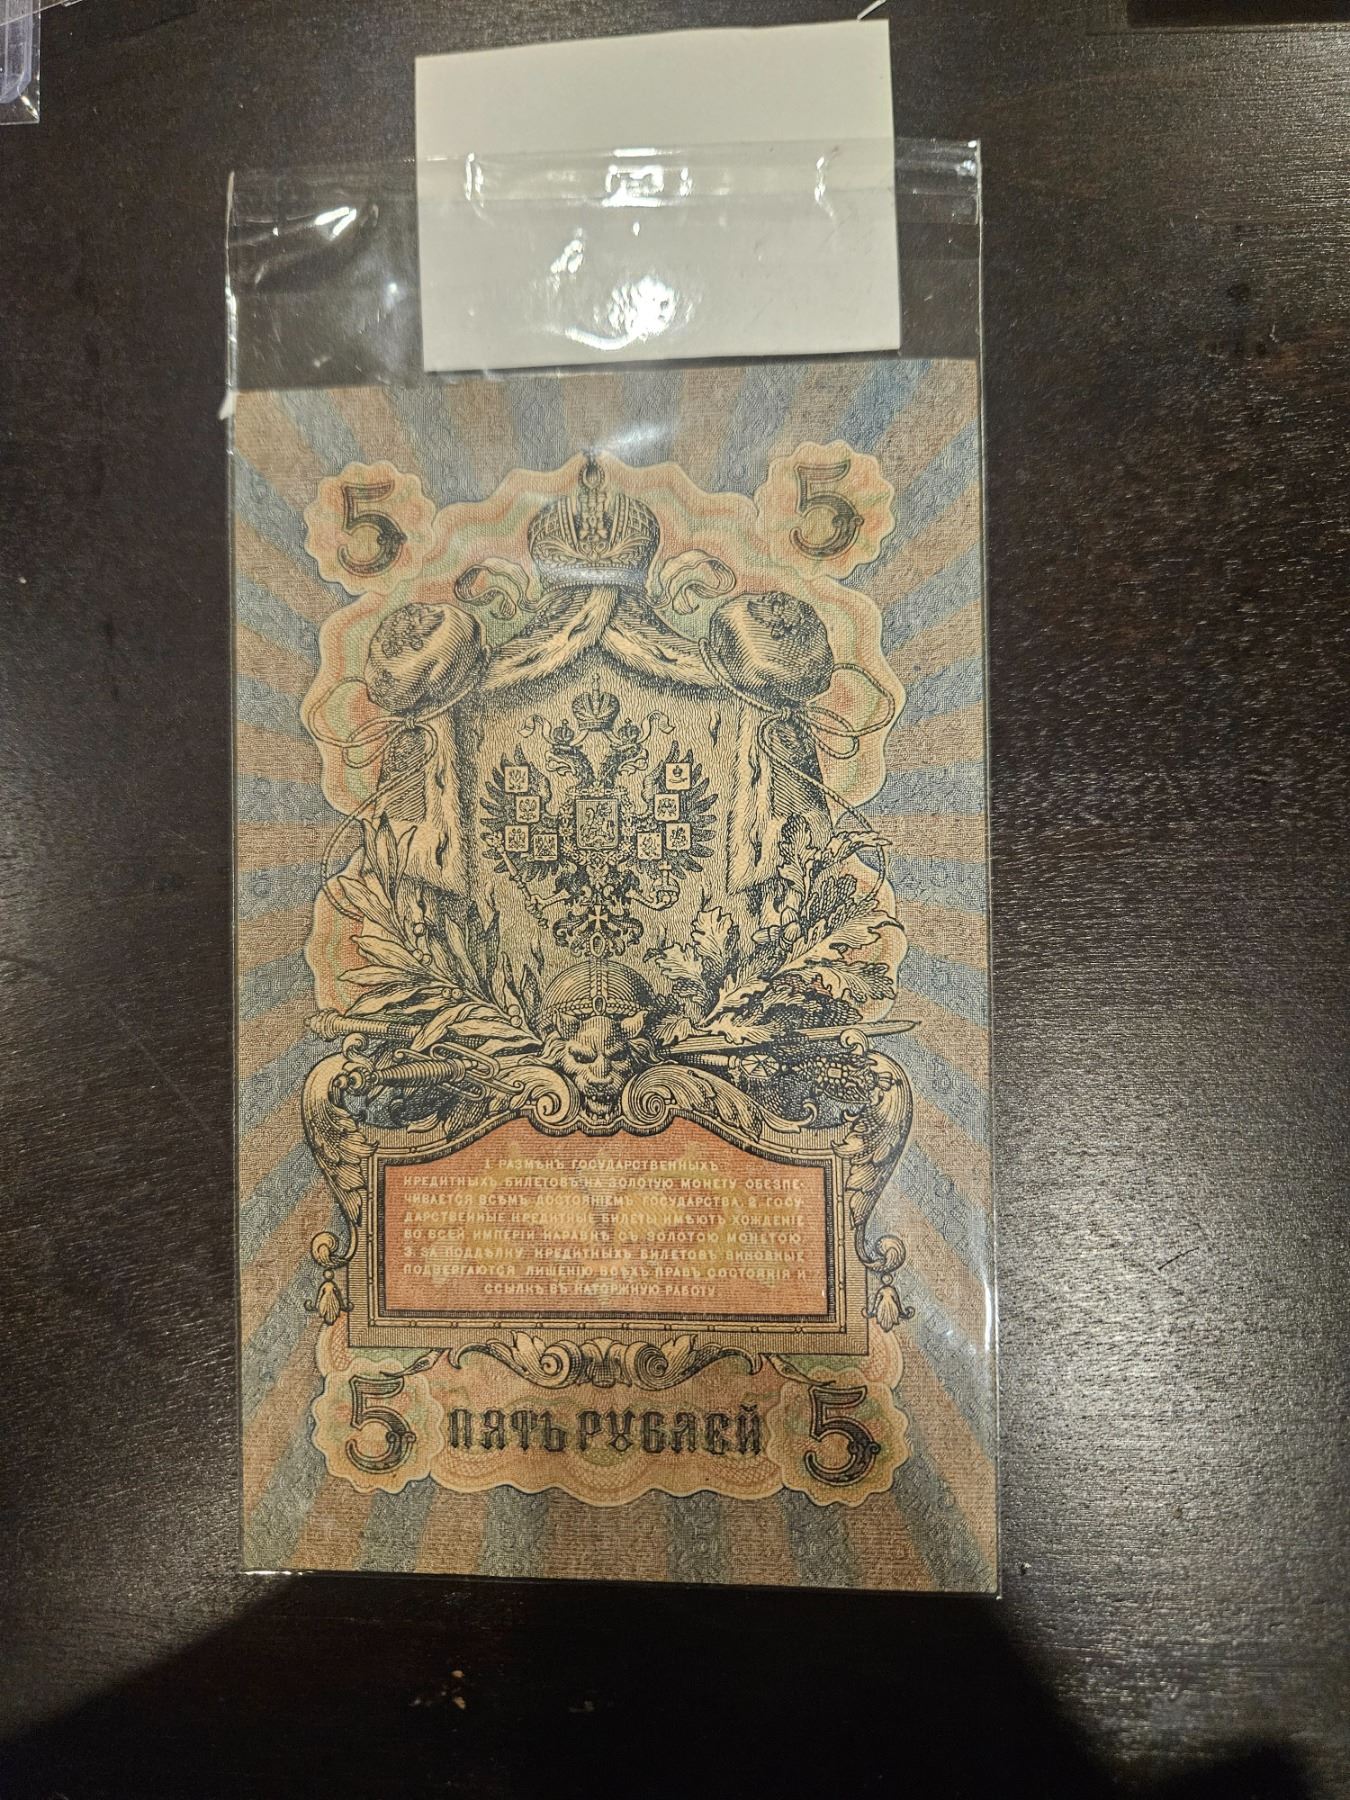 5 5
1. РАЗМѢНЪ ГОСУДАРСТВЕННЫХЪ
КРЕДИТНЫХЪ БИЛЕТОВЪ НА ЗОЛОТУЮ МОНЕТУ ОБЕЗПЕ-
ЧИВАЕТСЯ ВСѢМЪ ДОСТОЯНІЕМЪ ГОСУДАРСТВА. 2. ГОСУ-
ДАРСТВЕННЫЕ КРЕДИТНЫЕ БИЛЕТЫ ИМѢЮТЪ ХОЖДЕНІЕ
ВО ВСЕЙ ИМПЕРІИ НАРАВНѢ СЪ ЗОЛОТОЮ МОНЕТОЮ.
3. ЗА ПОДДѢЛКУ КРЕДИТНЫХЪ БИЛЕТОВЪ ВИНОВНЫЕ
ПОДВЕРГАЮТСЯ ЛИШЕНІЮ ВСѢХЪ ПРАВЪ СОСТОЯНІЯ И
ССЫЛКѢ ВЪ КАТОРЖНУЮ РАБОТУ
5 ПЯТЬ РУБЛЕЙ 5